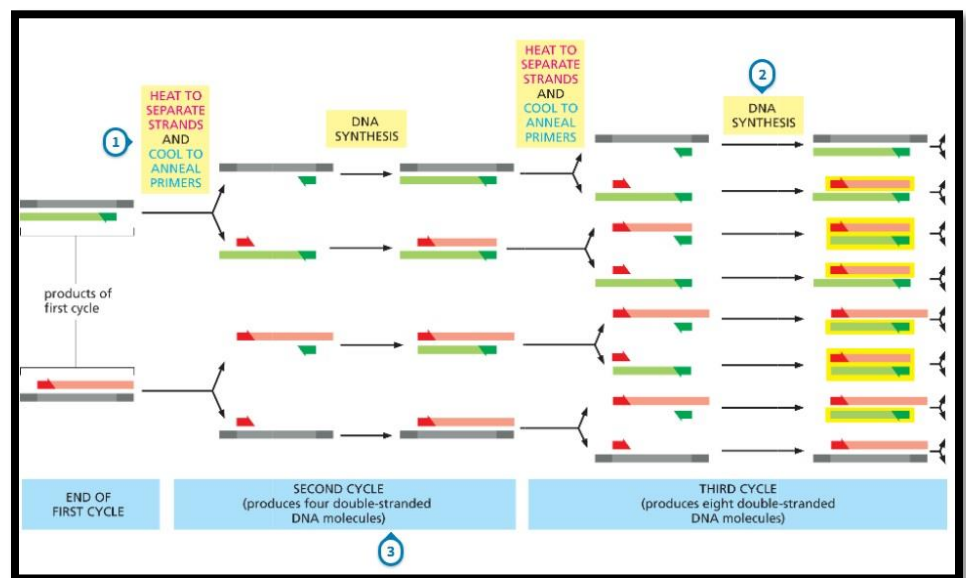 HEAT TO
SEPARATE
STRANDS
AND
COOL TO
ANNEAL
PRIMERS
1
DNA
SYNTHESIS
HEAT TO
SEPARATE
STRANDS
AND
COOL TO
ANNEAL
PRIMERS
2
DNA
SYNTHESIS
products of
first cycle
END OF
FIRST CYCLE
SECOND CYCLE
(produces four double-stranded
DNA molecules)
THIRD CYCLE
(produces eight double-stranded
DNA molecules)
3